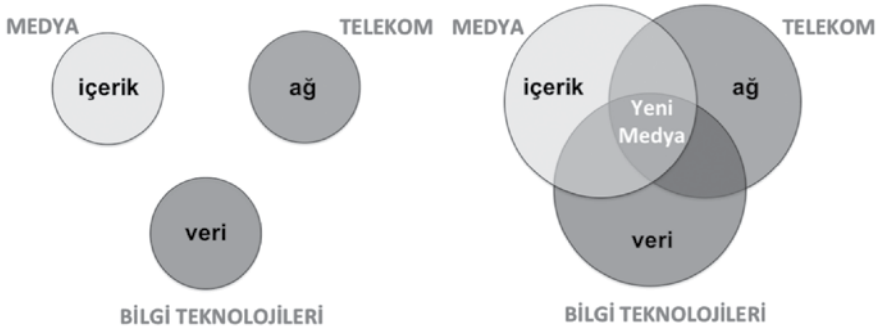 MEDYA
TELEKOM
içerik
ağ
veri
BİLGİ TEKNOLOJİLERİ
MEDYA
TELEKOM
içerik
ağ
Yeni
Medya
veri
BİLGİ TEKNOLOJİLERİ